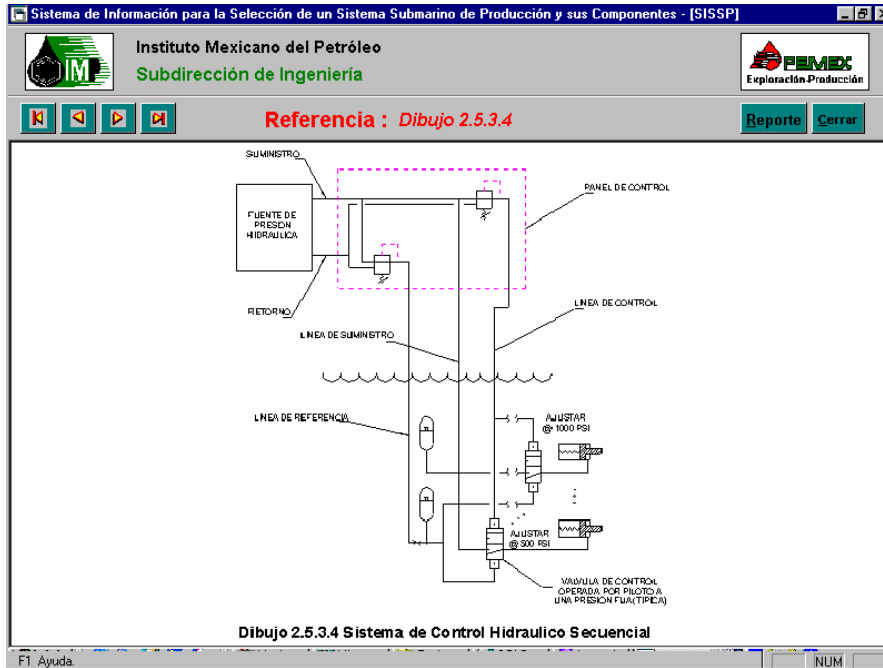 Sistema de Información para la Selección de un Sistema Submarino de Producción y sus Componentes - [SISSP]
Instituto Mexicano del Petróleo
Subdirección de Ingeniería
IMP
PEMEX
Exploración-Producción
Referencia : Dibujo 2.5.3.4
Reporte
Cerrar
SUMINISTRO
PANEL DE CONTROL
FUENTE DE
PRESION
HIDRAULICA
RETORNO
LINEA DE CONTROL
LINEA DE SUMINISTRO
LINEA DE REFERENCIA
AJUSTAR
@ 1000 PSI
AJUSTAR
@ 500 PSI
VALVULA DE CONTROL
OPERADA POR PILOTO A
UNA PRESION FIJA(TIPICA)
Dibujo 2.5.3.4 Sistema de Control Hidraulico Secuencial
F1 Ayuda.
NUM